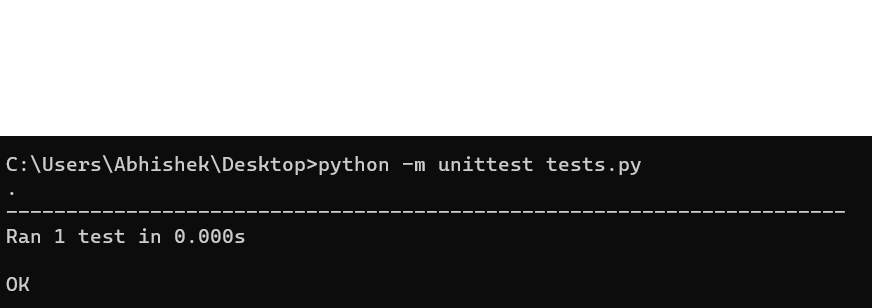 C:\Users\Abhishek\Desktop>python -m unittest tests.py
.
----------------------------------------------------------------------
Ran 1 test in 0.000s
OK